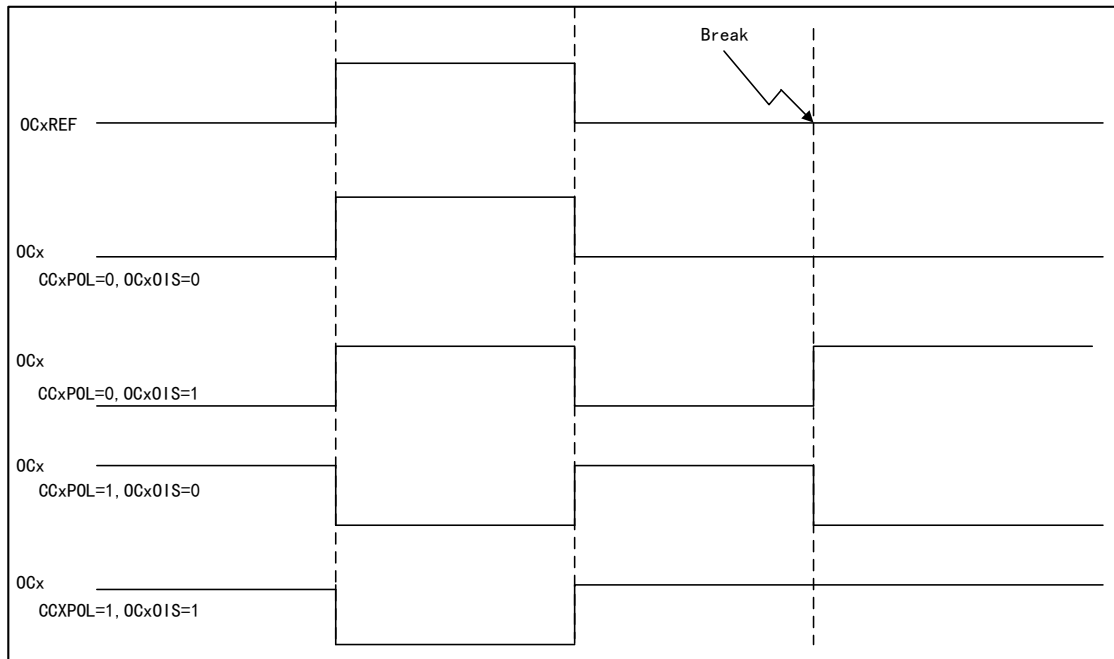 Break
OCxREF
OCx
CCxPOL=0,OCxOIS=0
OCx
CCxPOL=0,OCxOIS=1
OCx
CCxPOL=1,OCxOIS=0
OCx
CCXPOL=1,OCxOIS=1